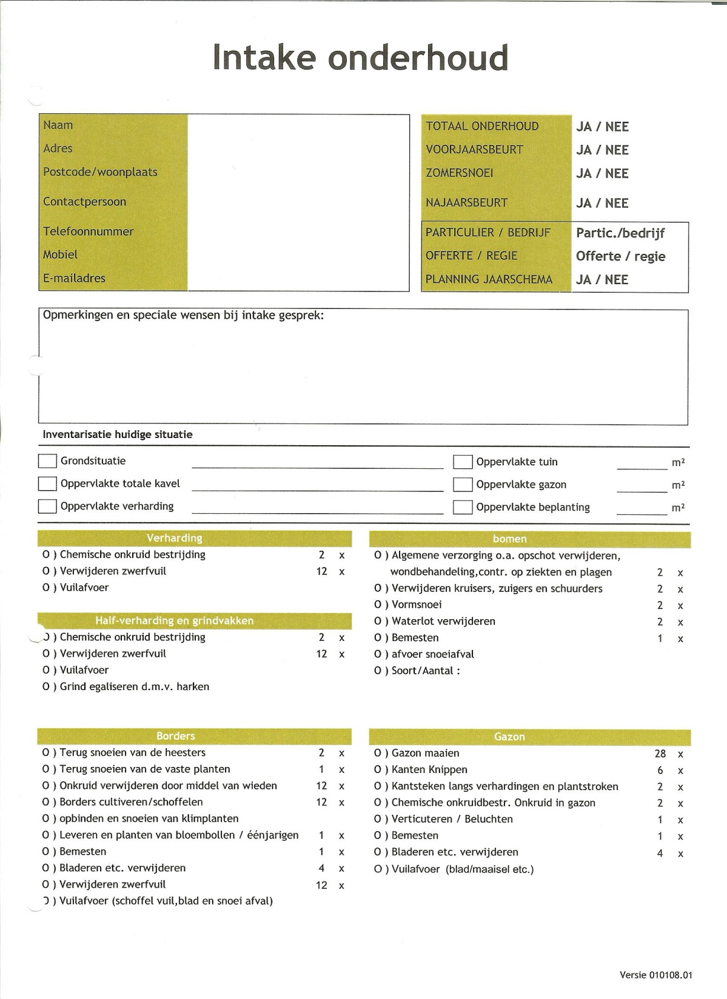 Intake onderhoud
Naam
Adres
Postcode/woonplaats
Contactpersoon
Telefoonnummer
Mobiel
E-mailadres
TOTAAL ONDERHOUD JA / NEE
VOORJAARSBEURT JA / NEE
ZOMERSNOEI JA / NEE
NAJAARSBEURT JA / NEE
PARTICULIER / BEDRIJF Partic./bedrijf
OFFERTE / REGIE Offerte / regie
PLANNING JAARSCHEMA JA / NEE
Opmerkingen en speciale wensen bij intake gesprek:
Inventarisatie huidige situatie
Grondsituatie
Oppervlakte totale kavel
Oppervlakte verharding
Oppervlakte tuin m²
Oppervlakte gazon m²
Oppervlakte beplanting m²
Verharding
O ) Chemische onkruid bestrijding 2 x
O ) Verwijderen zwerfvuil 12 x
O ) Vuilafvoer
Half-verharding en grindvakken
O ) Chemische onkruid bestrijding 2 x
O ) Verwijderen zwerfvuil 12 x
O ) Vuilafvoer
O ) Grind egaliseren d.m.v. harken
bomen
O ) Algemene verzorging o.a. opschot verwijderen,
wondbehandeling,contr. op ziekten en plagen 2 x
O ) Verwijderen kruisers, zuigers en schuurders 2 x
O ) Vormsnoei 2 x
O ) Waterlot verwijderen 2 x
O ) Bemesten 1 x
O ) afvoer snoeiafval
O ) Soort/Aantal :
Borders
O ) Terug snoeien van de heesters 2 x
O ) Terug snoeien van de vaste planten 1 x
O ) Onkruid verwijderen door middel van wieden 12 x
O ) Borders cultiveren/schoffelen 12 x
O ) opbinden en snoeien van klimplanten
O ) Leveren en planten van bloembollen / éénjarigen 1 x
O ) Bemesten 1 x
O ) Bladeren etc. verwijderen 4 x
O ) Verwijderen zwerfvuil 12 x
O ) Vuilafvoer (schoffel vuil,blad en snoei afval)
Gazon
O ) Gazon maaien 28 x
O ) Kanten Knippen 6 x
O ) Kantsteken langs verhardingen en plantstroken 2 x
O ) Chemische onkruidbestr. Onkruid in gazon 2 x
O ) Verticuteren / Beluchten 1 x
O ) Bemesten 1 x
O ) Bladeren etc. verwijderen 4 x
O ) Vuilafvoer (blad/maaisel etc.)
Versie 010108.01